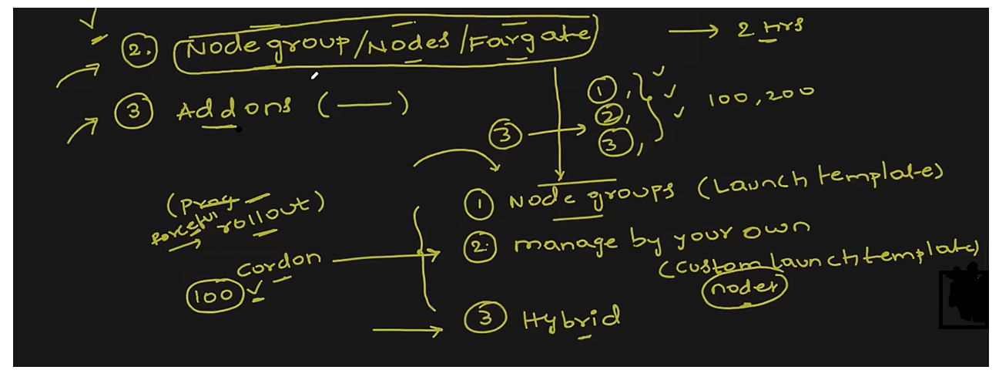 2. Node group/Nodes/Fargate → 2 Hrs
3 Addons ( — )
3 → 1, 2, 3, 100, 200
1 Node groups (Launch template)
(Prag rollout)
forceful
2. manage by your own
(custom Launch template)
cordon
100
nodes
3 Hybrid